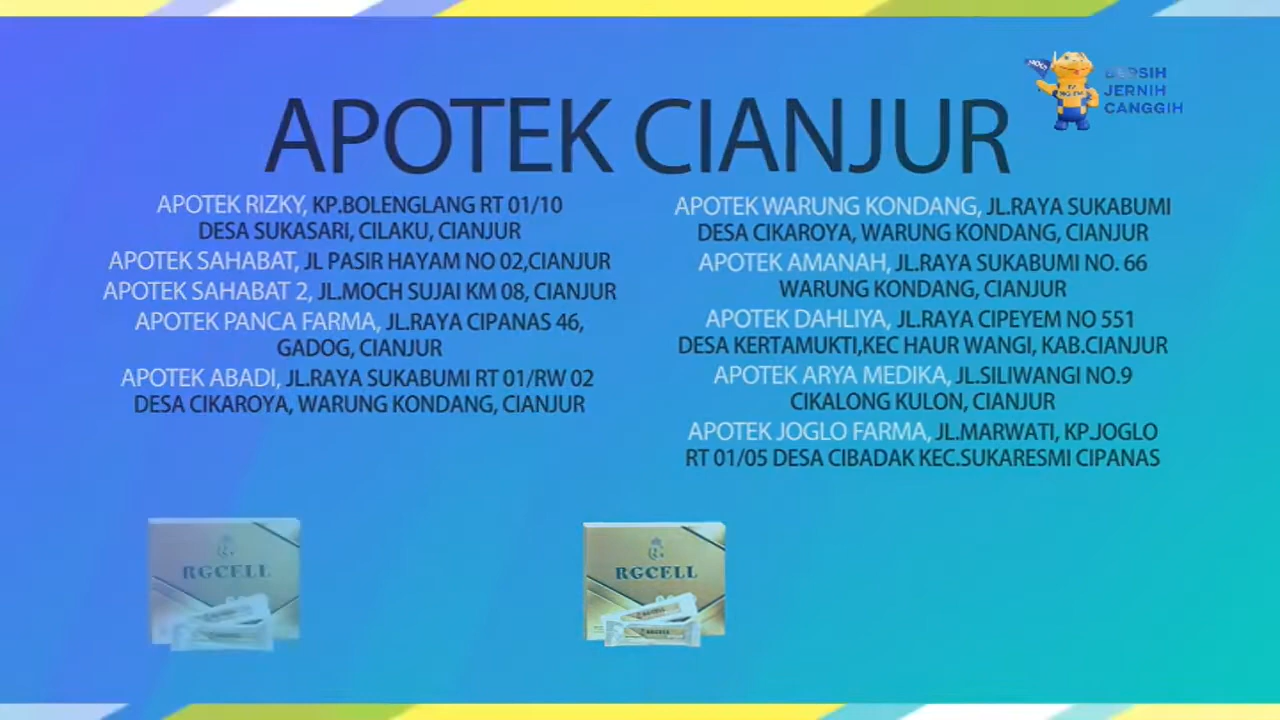 APOTEK CIANJUR
BERSIH
JERNIH
CANGGIH
APOTEK RIZKY, KP.BOLENGLANG RT 01/10
DESA SUKASARI, CILAKU, CIANJUR
APOTEK SAHABAT, JL PASIR HAYAM NO 02,CIANJUR
APOTEK SAHABAT 2, JL.MOCH SUJAI KM 08, CIANJUR
APOTEK PANCA FARMA, JL.RAYA CIPANAS 46,
GADOG, CIANJUR
APOTEK ABADI, JL.RAYA SUKABUMI RT 01/RW 02
DESA CIKAROYA, WARUNG KONDANG, CIANJUR
APOTEK WARUNG KONDANG, JL.RAYA SUKABUMI
DESA CIKAROYA, WARUNG KONDANG, CIANJUR
APOTEK AMANAH, JL.RAYA SUKABUMI NO. 66
WARUNG KONDANG, CIANJUR
APOTEK DAHLIYA, JL.RAYA CIPEYEM NO 551
DESA KERTAMUKTI,KEC HAUR WANGI, KAB.CIANJUR
APOTEK ARYA MEDIKA, JL.SILIWANGI NO.9
CIKALONG KULON, CIANJUR
APOTEK JOGLO FARMA, JL.MARWATI, KP.JOGLO
RT 01/05 DESA CIBADAK KEC.SUKARESMI CIPANAS
RGCELL
RGCELL
RGCELL